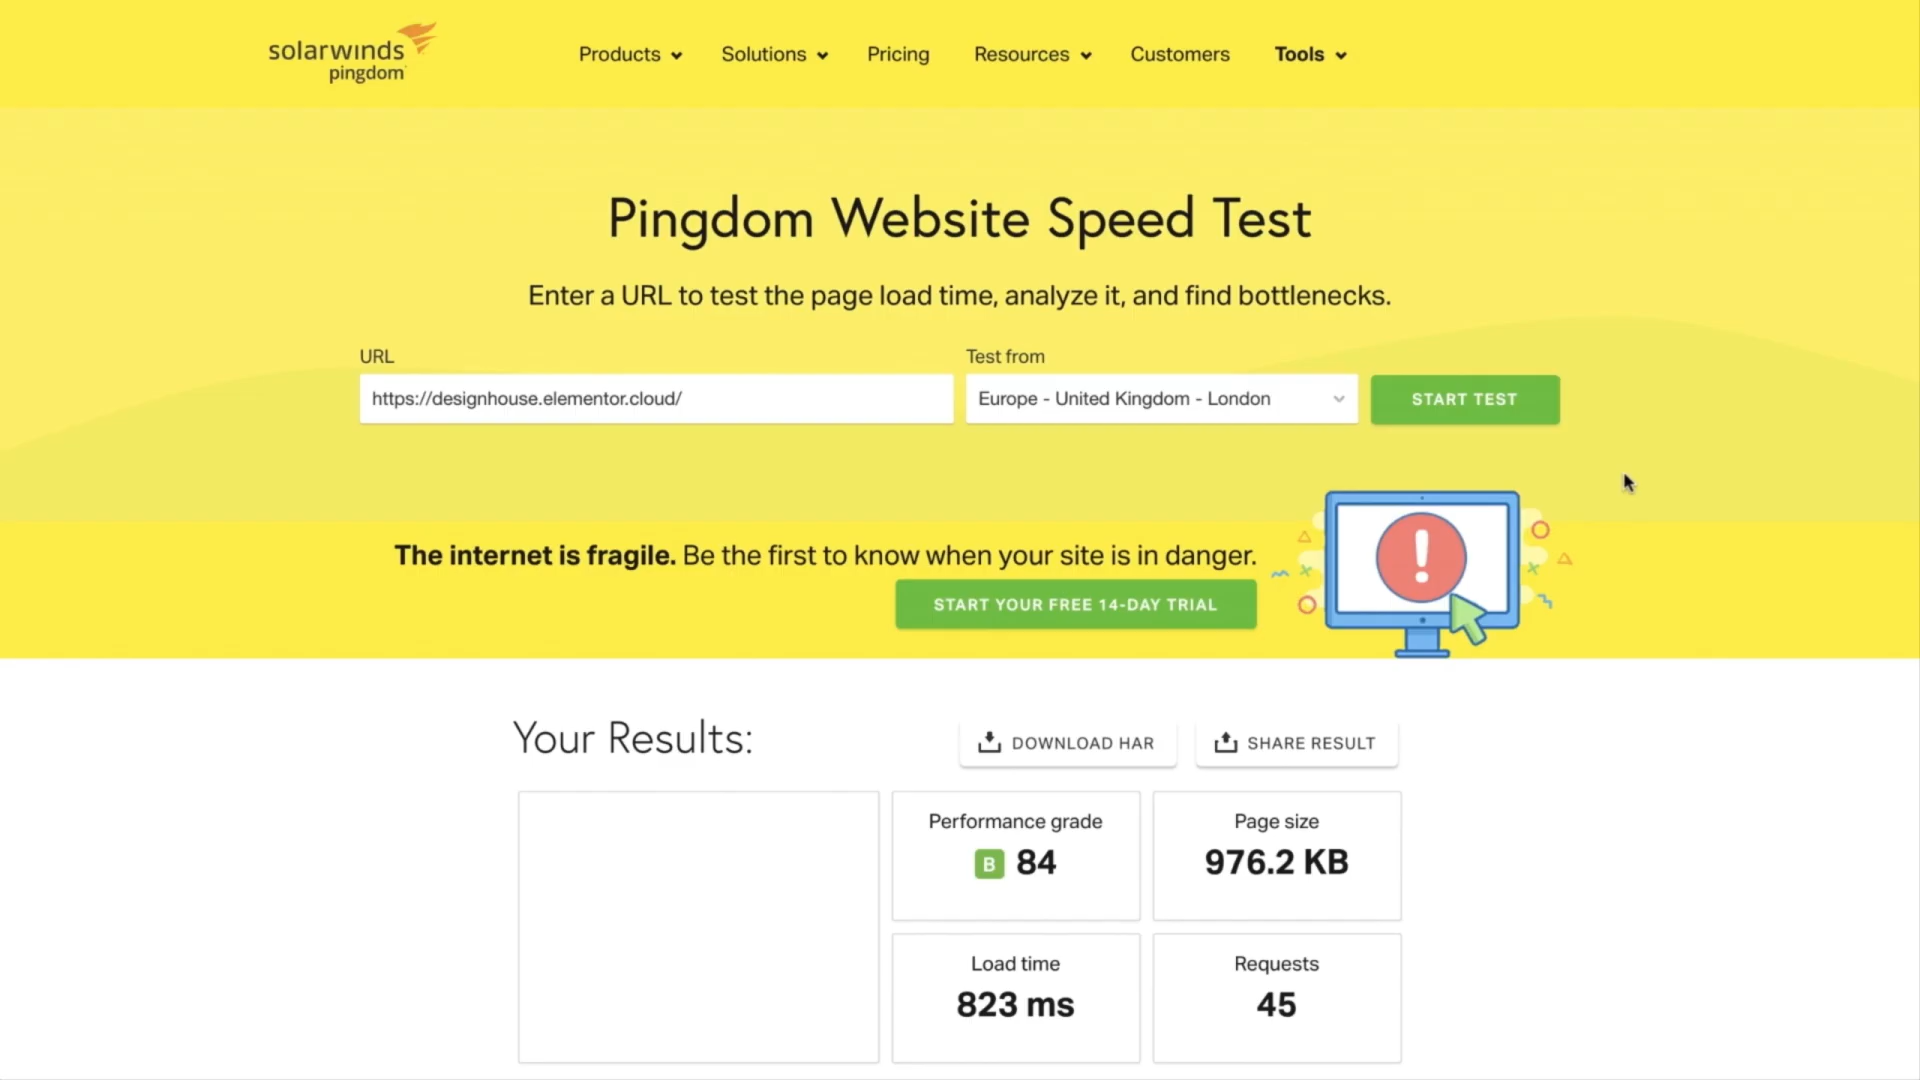 solarwinds
pingdom
Products
Solutions
Pricing
Resources
Customers
Tools
Pingdom Website Speed Test
Enter a URL to test the page load time, analyze it, and find bottlenecks.
URL
Test from
https://designhouse.elementor.cloud/
Europe - United Kingdom - London
START TEST
The internet is fragile. Be the first to know when your site is in danger.
START YOUR FREE 14-DAY TRIAL
Your Results:
DOWNLOAD HAR
SHARE RESULT
Performance grade
B 84
Page size
976.2 KB
Load time
823 ms
Requests
45